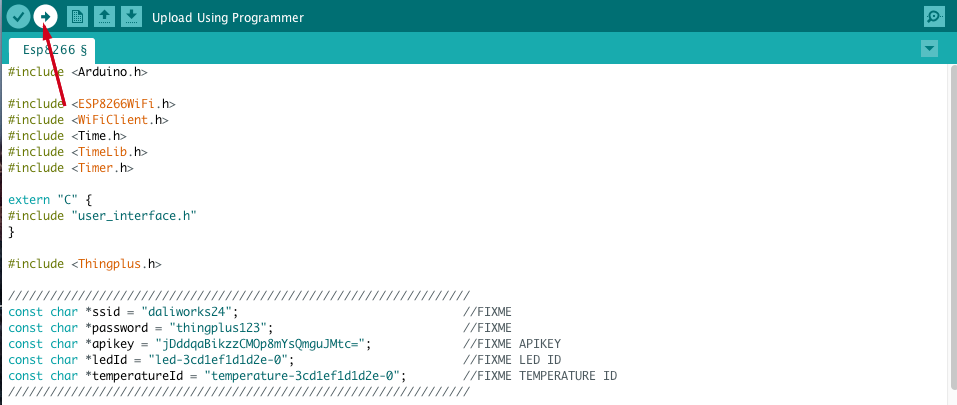 Upload Using Programmer
Esp8266 §
#include <Arduino.h>
#include <ESP8266WiFi.h>
#include <WiFiClient.h>
#include <Time.h>
#include <TimeLib.h>
#include <Timer.h>
extern "C" {
#include "user_interface.h"
}
#include <Thingplus.h>
//////////////////////////////////////////////////////////////////
const char *ssid = "daliworks24"; //FIXME
const char *password = "thingplus123"; //FIXME
const char *apikey = "jDddqaBikzzCMOp8mYsQmguJMtc="; //FIXME APIKEY
const char *ledId = "led-3cd1ef1d1d2e-0"; //FIXME LED ID
const char *temperatureId = "temperature-3cd1ef1d1d2e-0"; //FIXME TEMPERATURE ID
//////////////////////////////////////////////////////////////////